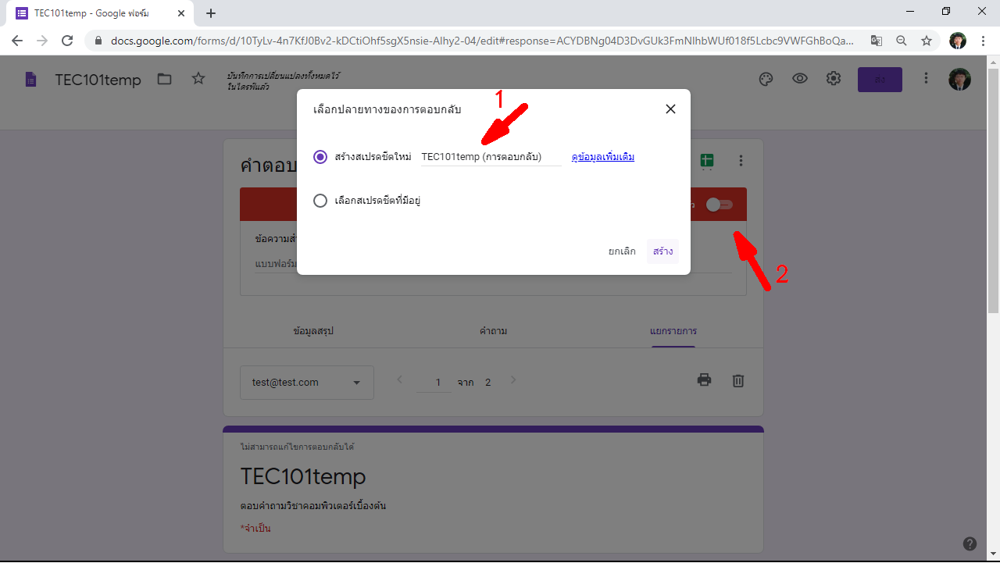 TEC101temp - Google ฟอร์ม
docs.google.com/forms/d/10TyLv-4n7KfJ0Bv2-kDCtiOhf5sgX5nsie-Alhy2-04/edit#response=ACYDBNg04D3DvGUk3FmNlhbWUf018f5Lcbc9VWFGhBoQa...
TEC101temp
บันทึกการเปลี่ยนแปลงทั้งหมดไว้
ในไดรฟ์แล้ว
ส่ง
1
เลือกปลายทางของการตอบกลับ
สร้างสเปรดชีตใหม่ TEC101temp (การตอบกลับ) ดูข้อมูลเพิ่มเติม
คำตอบ
เลือกสเปรดชีตที่มีอยู่
ข้อความสำ
ยกเลิก สร้าง
แบบฟอร์ม
2
ข้อมูลสรุป คำถาม แยกรายการ
test@test.com 1 จาก 2
ไม่สามารถแก้ไขการตอบกลับได้
TEC101temp
ตอบคำถามวิชาคอมพิวเตอร์เบื้องต้น
*จำเป็น